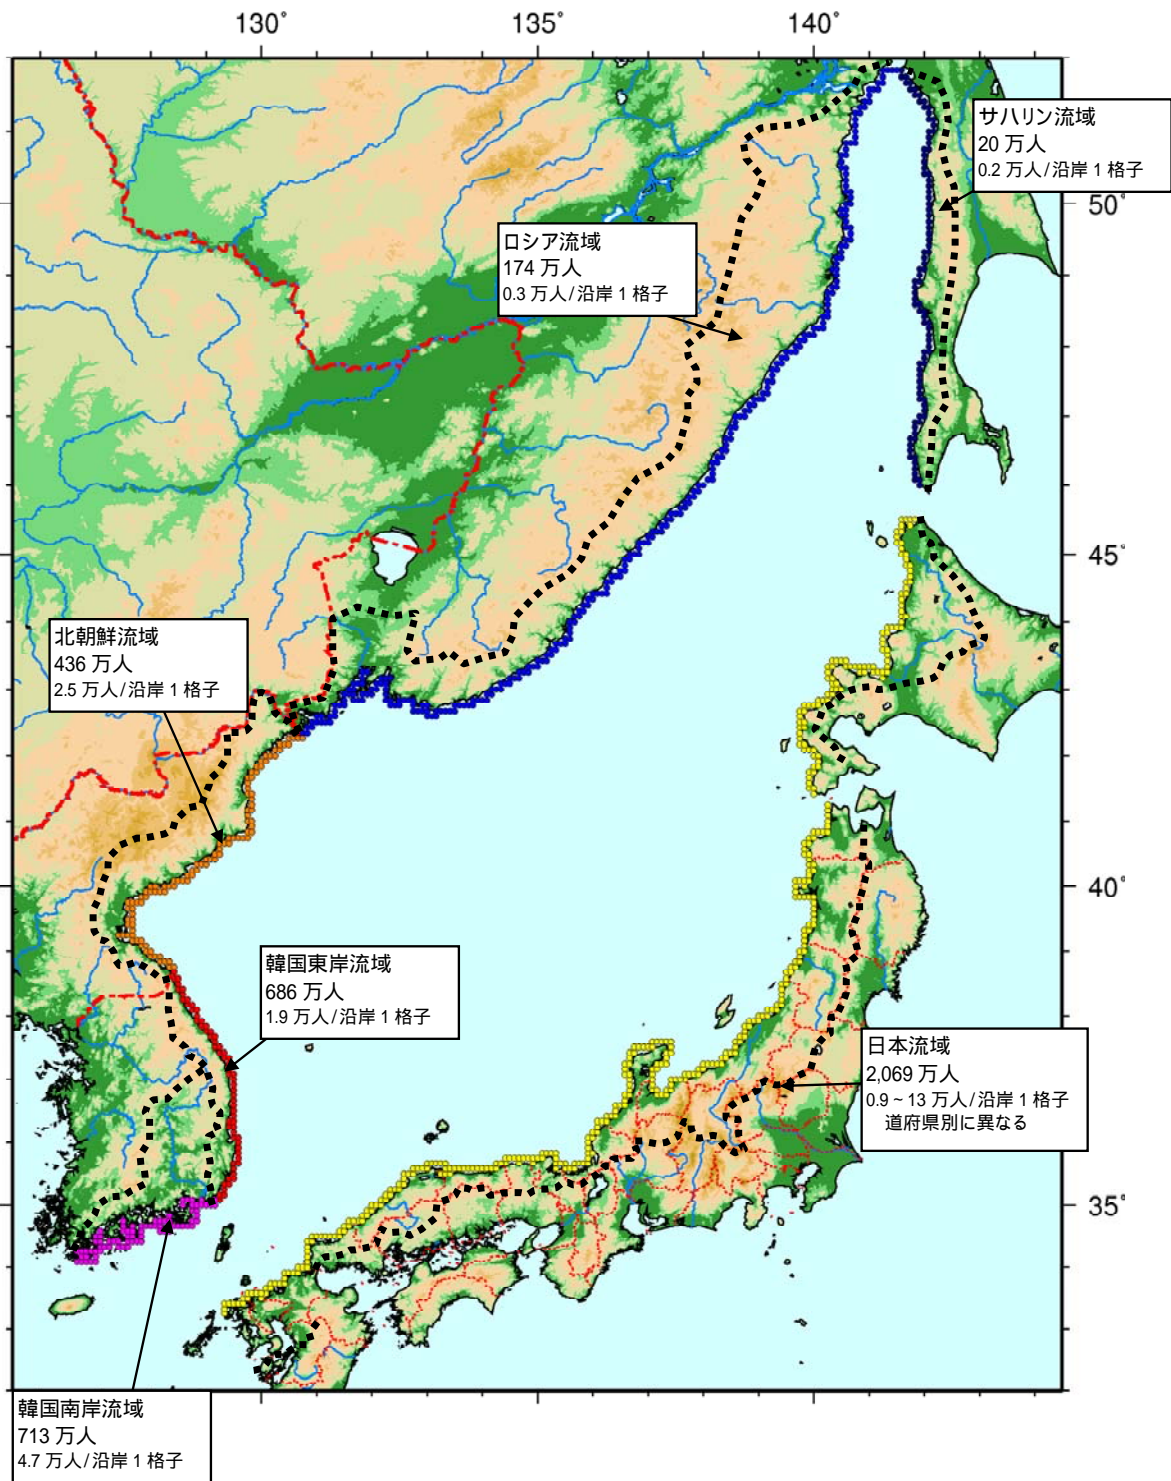 130°
135°
140°
サハリン流域
20 万人
0.2 万人/沿岸 1 格子
50°
ロシア流域
174 万人
0.3 万人/沿岸 1 格子
45°
北朝鮮流域
436 万人
2.5 万人/沿岸 1 格子
40°
韓国東岸流域
686 万人
1.9 万人/沿岸 1 格子
日本流域
2,069 万人
0.9~13 万人/沿岸 1 格子
道府県別に異なる
35°
韓国南岸流域
713 万人
4.7 万人/沿岸 1 格子